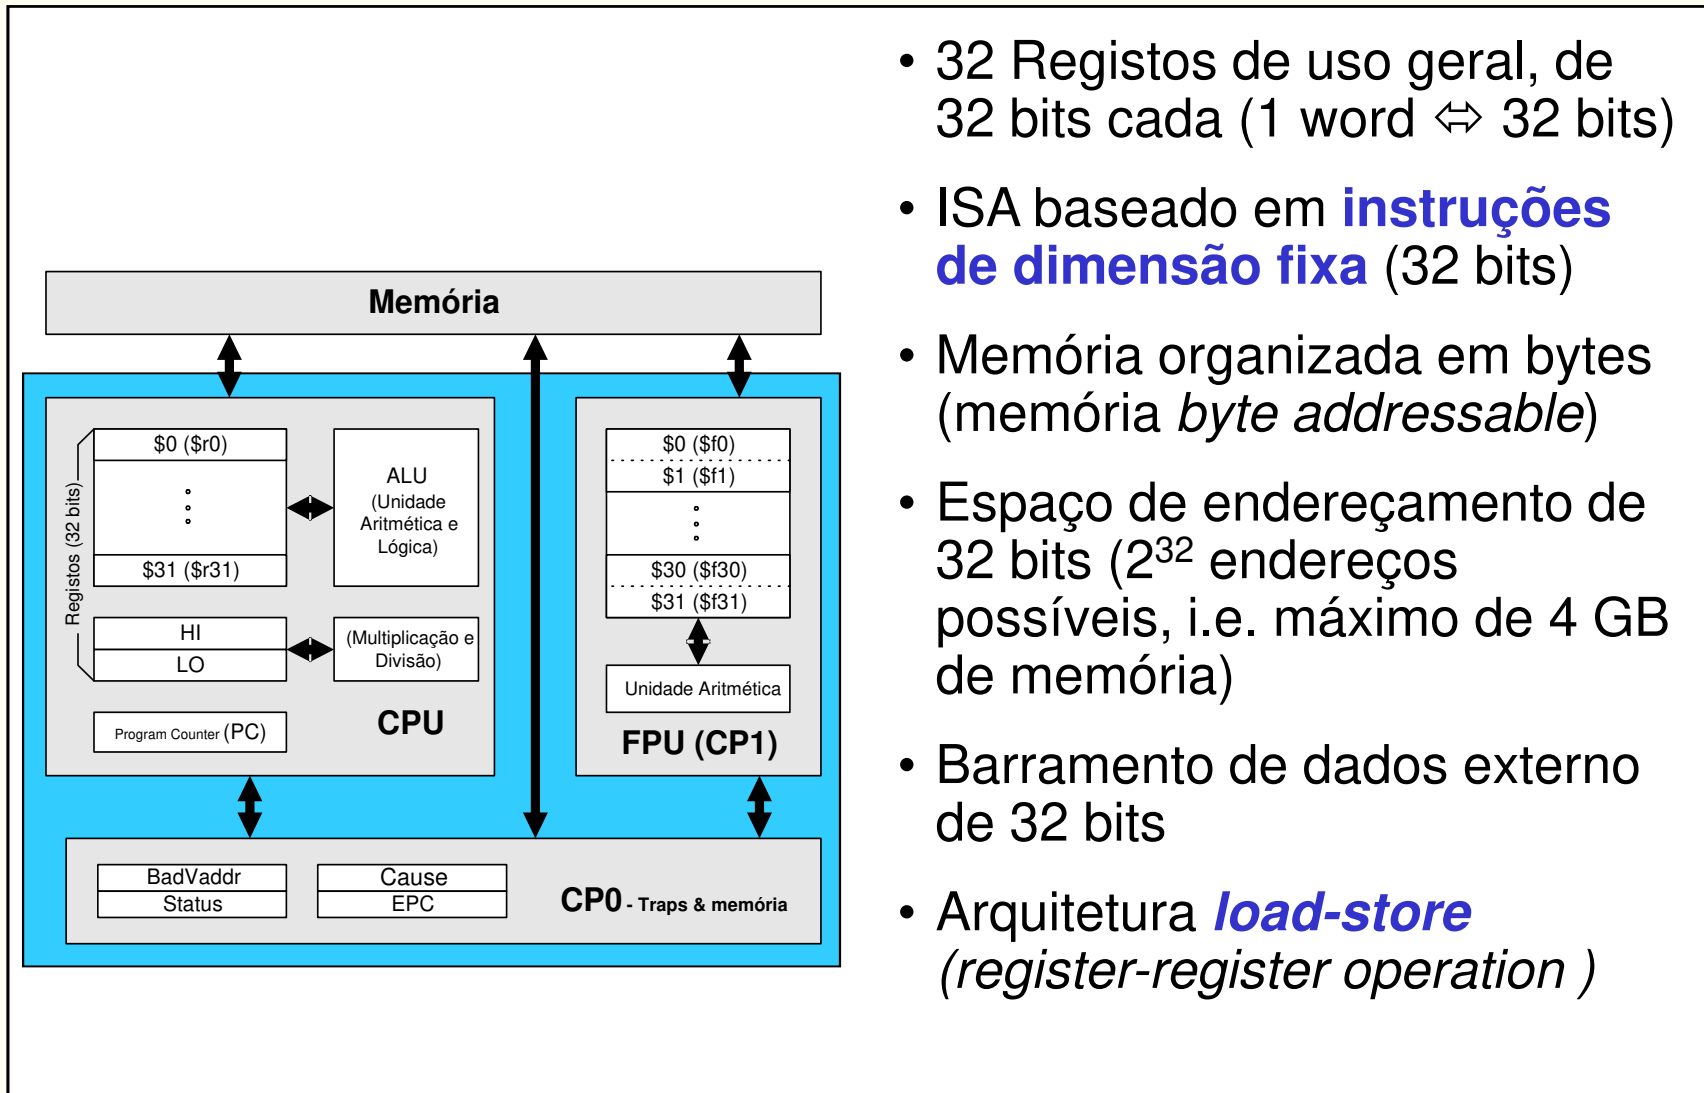 Memória
Registos (32 bits)
$0 ($r0)
$31 ($r31)
HI
LO
Program Counter (PC)
ALU
(Unidade
Aritmética e
Lógica)
(Multiplicação e
Divisão)
CPU
$0 ($f0)
$1 ($f1)
$30 ($f30)
$31 ($f31)
Unidade Aritmética
FPU (CP1)
BadVaddr
Status
Cause
EPC
CP0 - Traps & memória
• 32 Registos de uso geral, de
32 bits cada (1 word ⇔ 32 bits)
• ISA baseado em instruções
de dimensão fixa (32 bits)
• Memória organizada em bytes
(memória byte addressable)
• Espaço de endereçamento de
32 bits (2³² endereços
possíveis, i.e. máximo de 4 GB
de memória)
• Barramento de dados externo
de 32 bits
• Arquitetura load-store
(register-register operation )